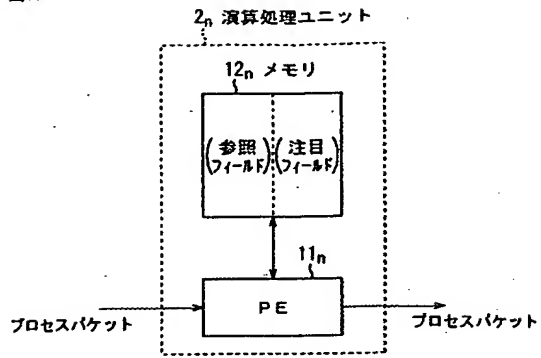 2n 演算処理ユニット
12n メモリ
(参照フィールド)
(注目フィールド)
11n
PE
プロセスパケット
プロセスパケット